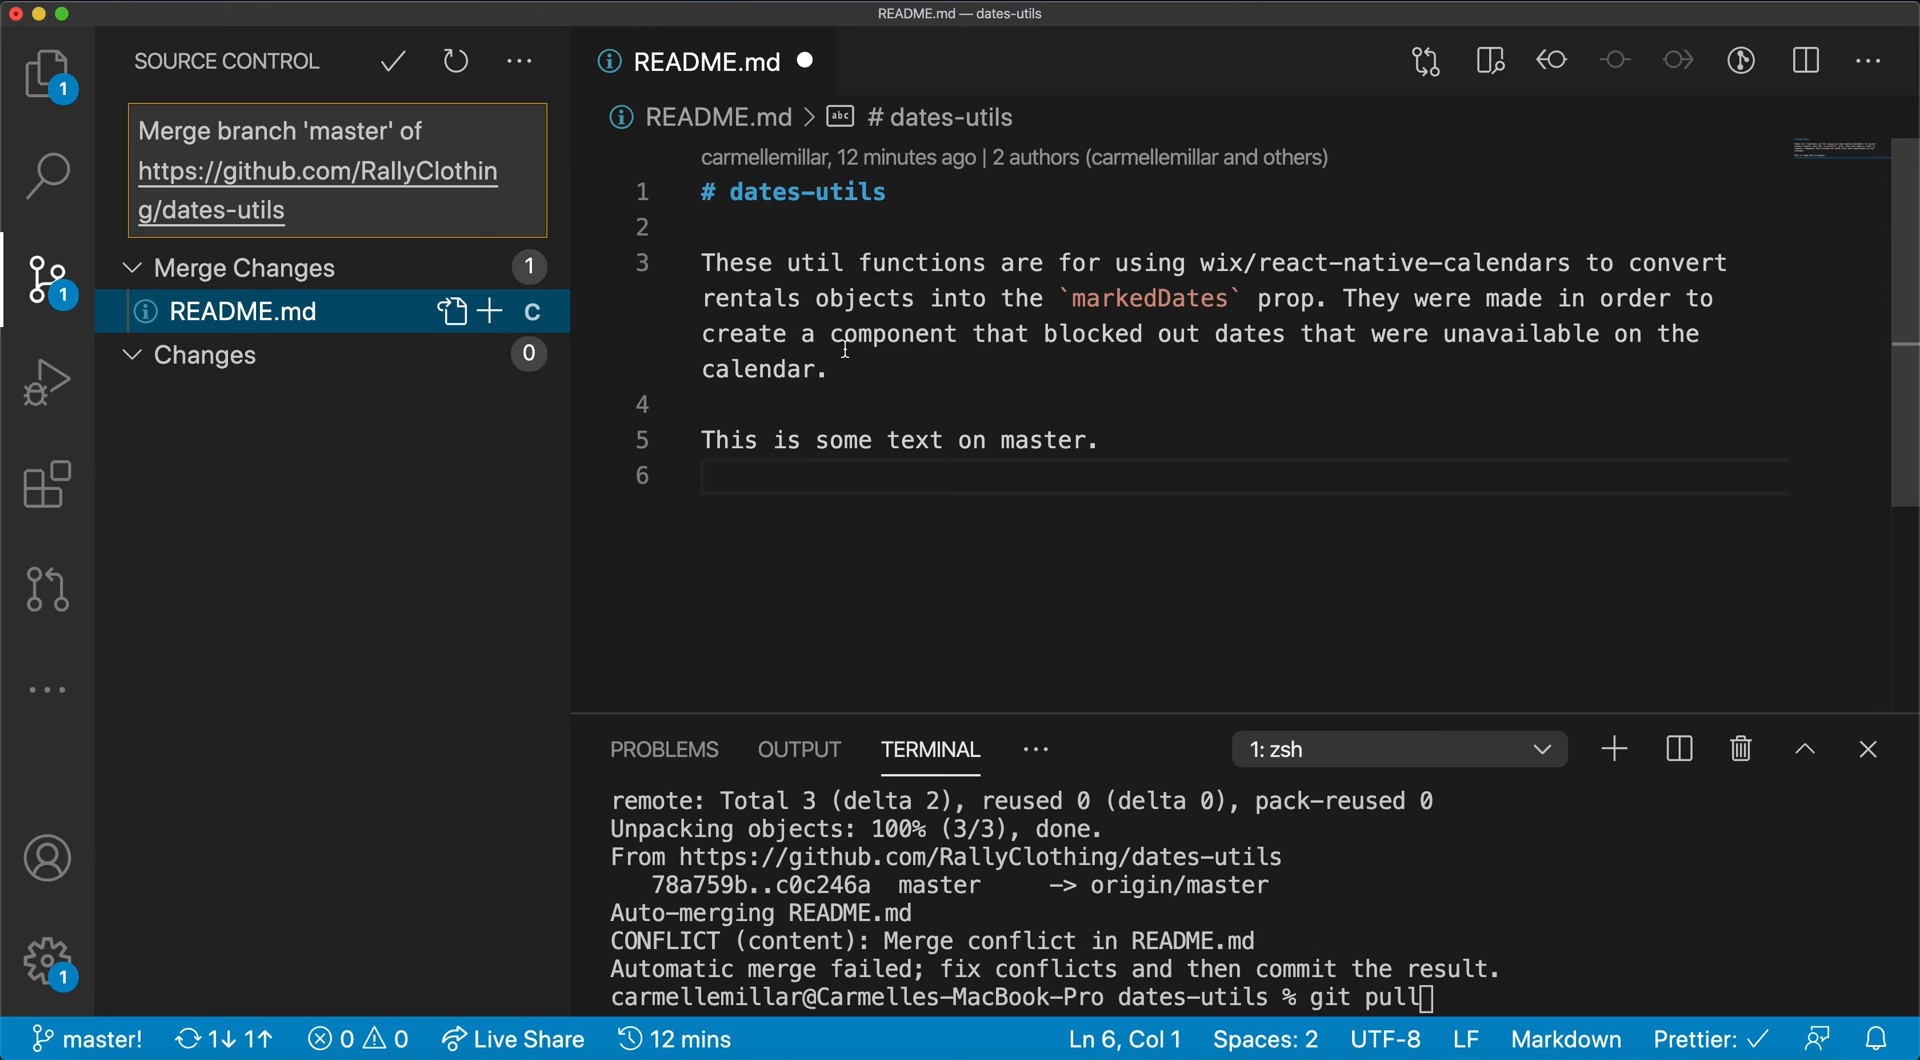 README.md — dates-utils
1
SOURCE CONTROL
Merge branch 'master' of
https://github.com/RallyClothin
g/dates-utils
Merge Changes 1
README.md C
Changes 0
1
1
README.md
README.md > abc # dates-utils
carmellemillar, 12 minutes ago | 2 authors (carmellemillar and others)
1 # dates-utils
2
3 These util functions are for using wix/react-native-calendars to convert
rentals objects into the `markedDates` prop. They were made in order to
create a component that blocked out dates that were unavailable on the
calendar.
4
5 This is some text on master.
6
PROBLEMS OUTPUT TERMINAL 1: zsh
remote: Total 3 (delta 2), reused 0 (delta 0), pack-reused 0
Unpacking objects: 100% (3/3), done.
From https://github.com/RallyClothing/dates-utils
78a759b..c0c246a master -> origin/master
Auto-merging README.md
CONFLICT (content): Merge conflict in README.md
Automatic merge failed; fix conflicts and then commit the result.
carmellemillar@Carmelles-MacBook-Pro dates-utils % git pull
master! 1↓ 1↑ 0 0 Live Share 12 mins Ln 6, Col 1 Spaces: 2 UTF-8 LF Markdown Prettier: ✓